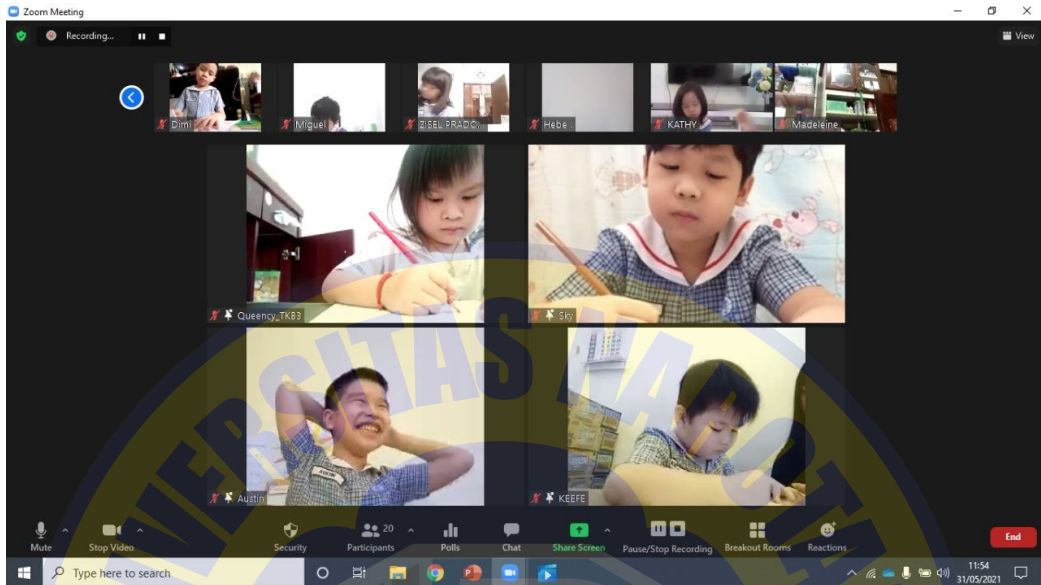 Zoom Meeting
Recording...
View
Dimi
Miguel
ZISEL PRADO...
Hebe..
KATHY
Madeleine
Queency_TKB3
Sky
Austin
KEEFE
Mute
Stop Video
Security
Participants
20
Polls
Chat
Share Screen
Pause/Stop Recording
Breakout Rooms
Reactions
End
Type here to search
11:54
31/05/2021